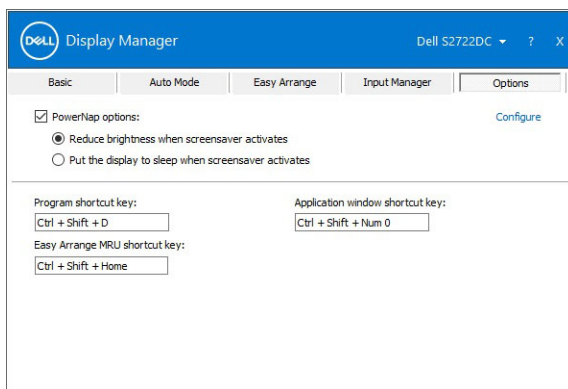 DELL Display Manager Dell S2722DC ? X
Basic Auto Mode Easy Arrange Input Manager Options
PowerNap options: Configure
Reduce brightness when screensaver activates
Put the display to sleep when screensaver activates
Program shortcut key: Application window shortcut key:
Ctrl + Shift + D Ctrl + Shift + Num 0
Easy Arrange MRU shortcut key:
Ctrl + Shift + Home